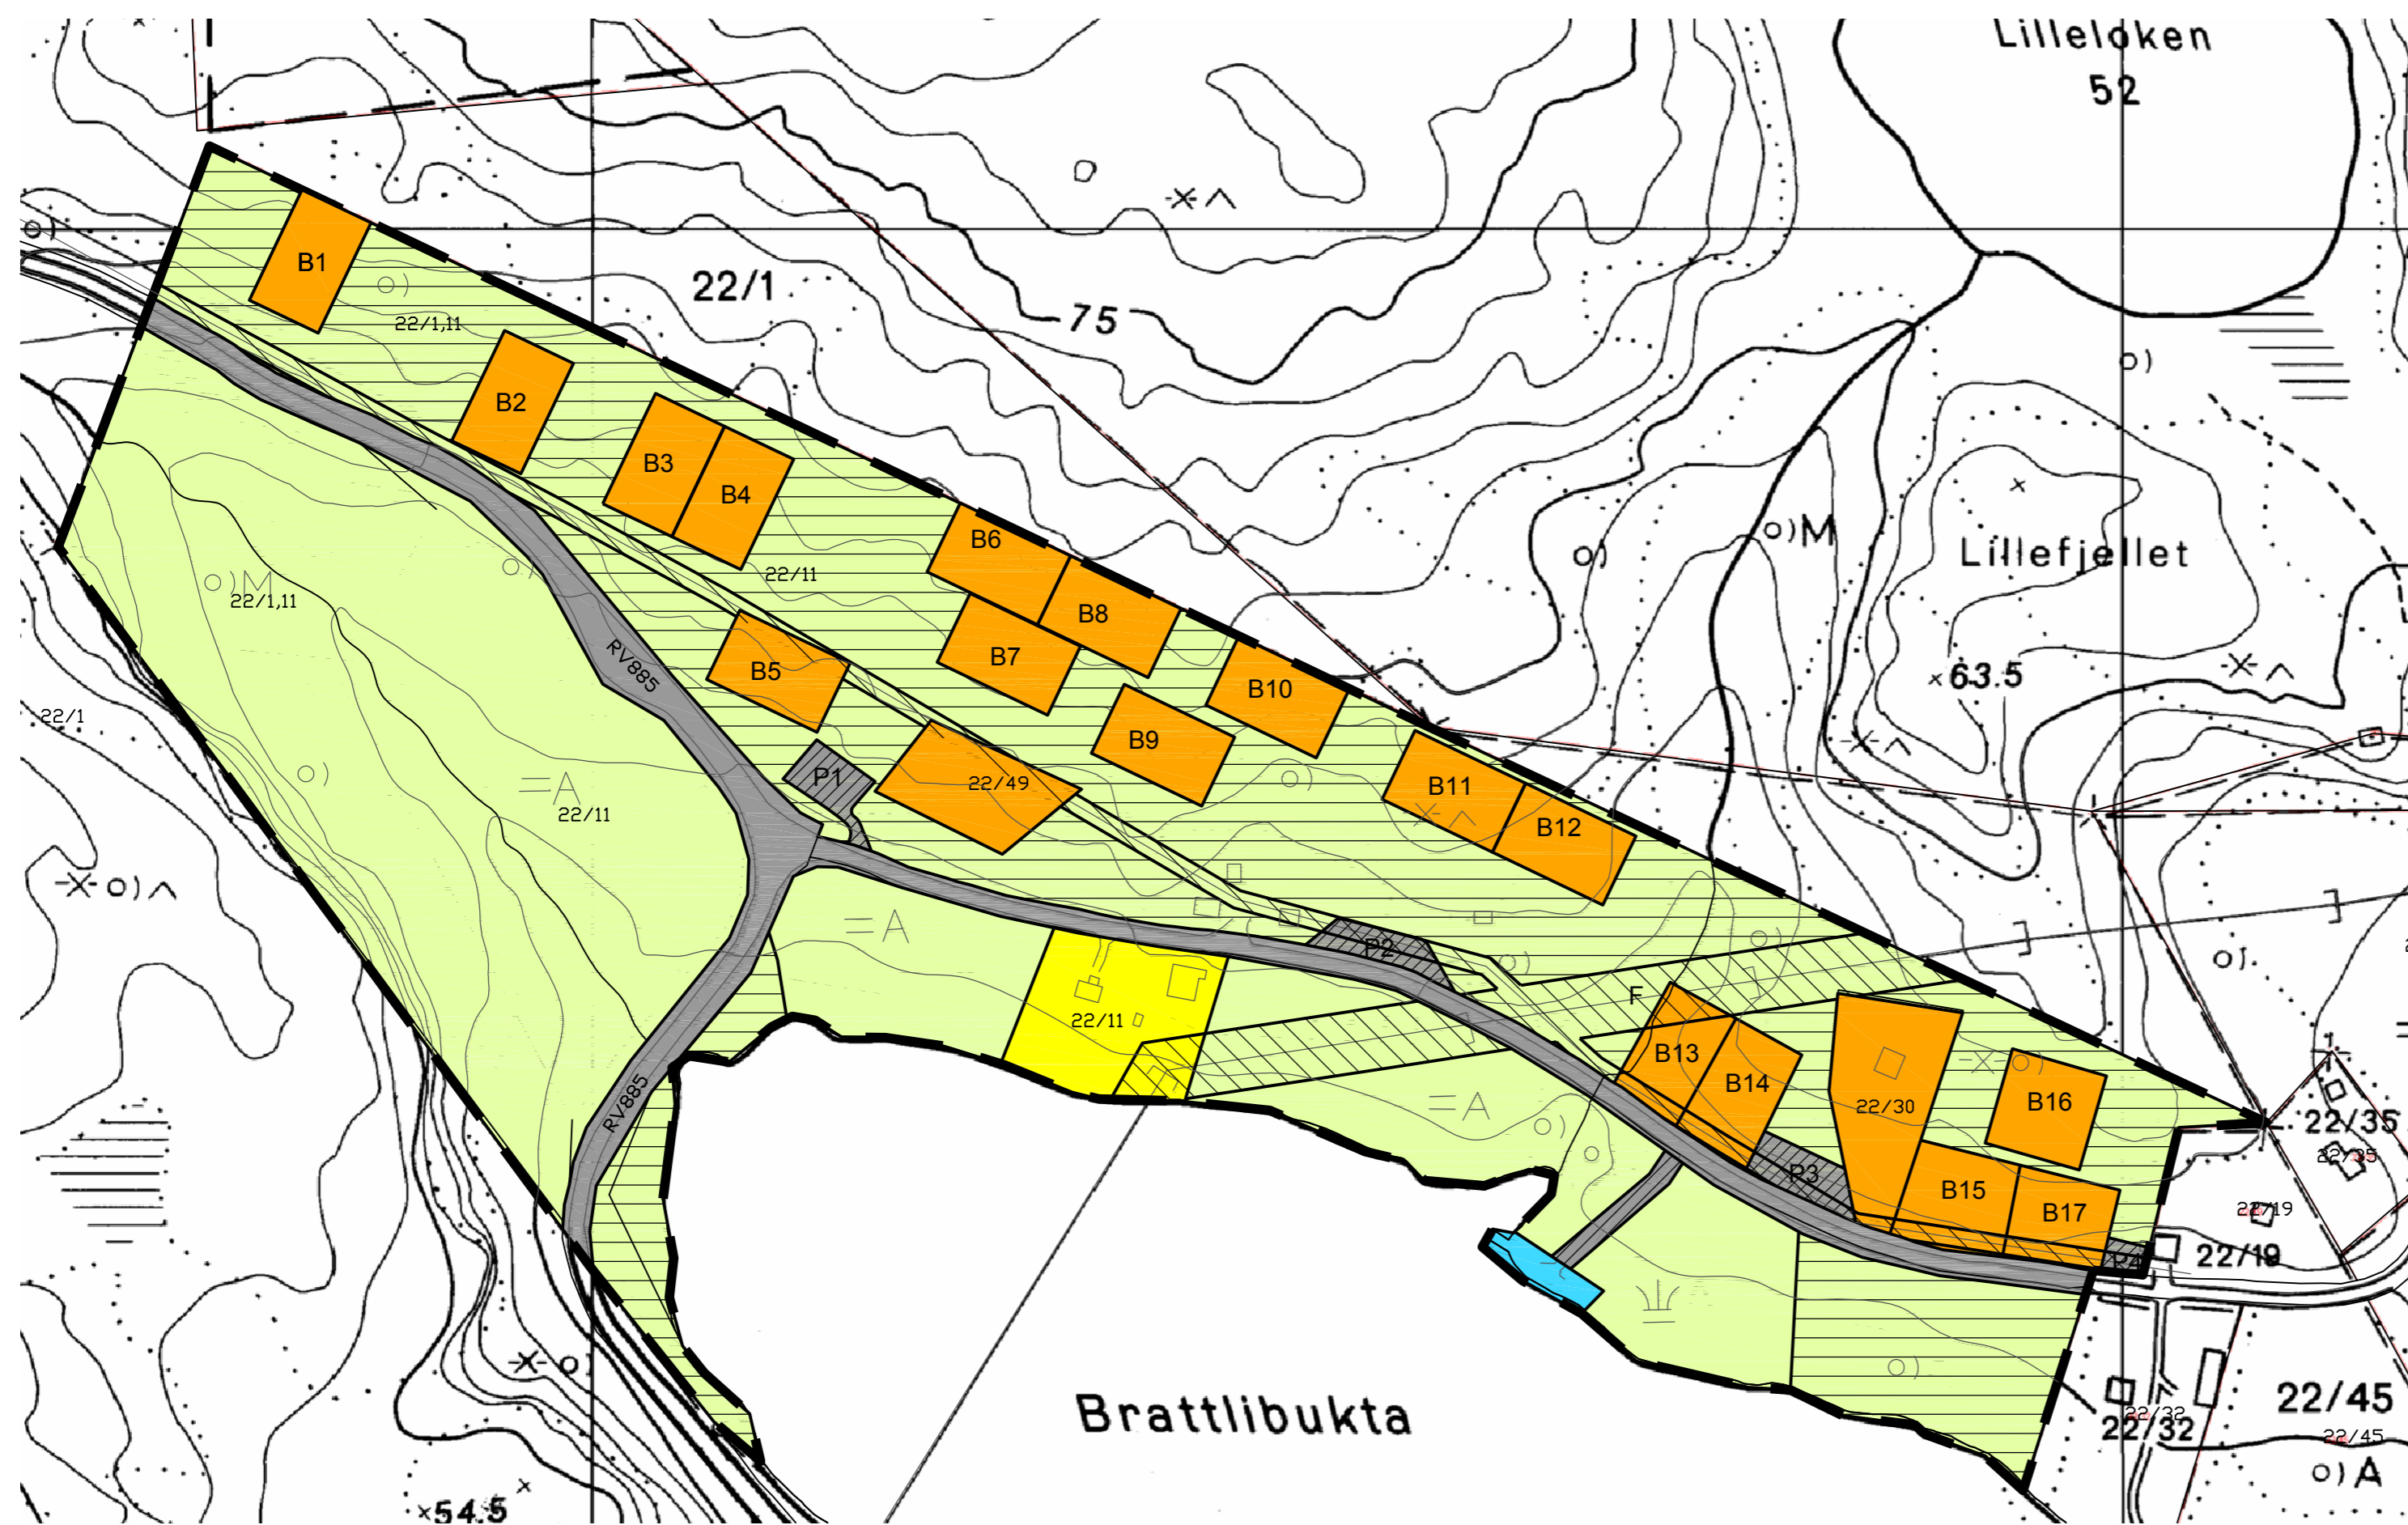 Lilleløken
52
B1
22/1
22/1,11
75
B2
B3
B4
B6
M
Lillefjellet
22/11
M
22/1,11
B8
RV885
B7
B5
B10
63.5
22/1
B9
P1
22/49
B11
A
22/11
B12
A
P2
F
22/11
B13
B14
22/30
B16
RV885
A
22/35
22/35
P3
B15
B17
22/19
22/19
P4
Brattlibukta
22/45
22/32
22/32
22/45
A
54.5